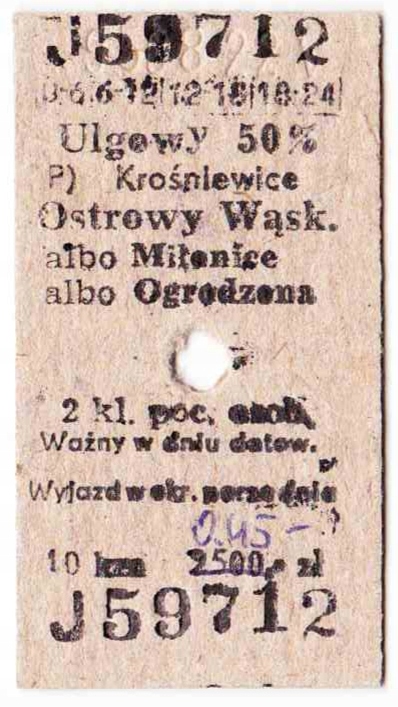 J59712
0-6|6-12|12-18|18-24|
Ulgowy 50%
P) Krośniewice
Ostrowy Wąsk.
albo Miłonice
albo Ogrodzona
2 kl. poc. osob.
Ważny w dniu datow.
Wyjazd w okr. porze dnia
0.45-
10 km 2500,- zł
J59712